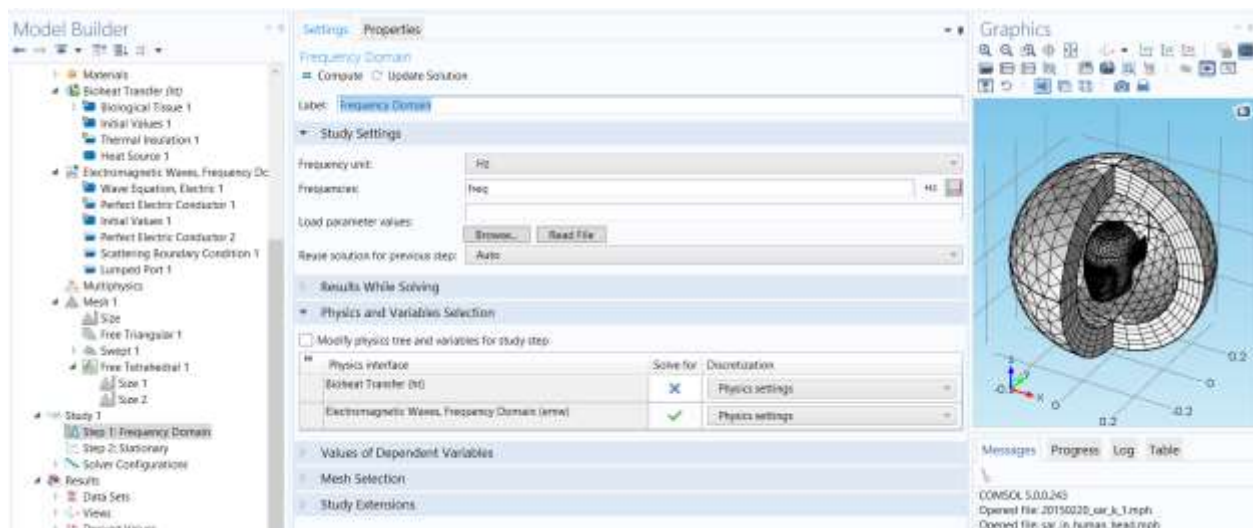 Model Builder
Materials
Bioheat Transfer (ht)
Biological Tissue 1
Initial Values 1
Thermal Insulation 1
Heat Source 1
Electromagnetic Waves, Frequency Dc
Wave Equation, Electric 1
Perfect Electric Conductor 1
Initial Values 1
Perfect Electric Conductor 2
Scattering Boundary Condition 1
Lumped Port 1
Multiphysics
Mesh 1
Size
Free Triangular 1
Swept 1
Free Tetrahedral 1
Size 1
Size 2
Study 1
Step 1: Frequency Domain
Step 2: Stationary
Solver Configurations
Results
Data Sets
Views
Derived Values
Settings Properties
Frequency Domain
= Compute Update Solution
Label: Frequency Domain
Study Settings
Frequency unit: Hz
Frequencies: freq Hz
Load parameter values:
Browse... Read File
Reuse solution for previous step: Auto
Results While Solving
Physics and Variables Selection
Modify physics tree and variables for study step
Physics interface Solve for Discretization
Bioheat Transfer (ht) Physics settings
Electromagnetic Waves, Frequency Domain (emw) Physics settings
Values of Dependent Variables
Mesh Selection
Study Extensions
Graphics
z
y
x
0
0.2
-0.2
0
0.2
Messages Progress Log Table
COMSOL 5.0.0.243
Opened file: 20150220_sar_k_1.mph
Opened file: sar_in_human_head.mph